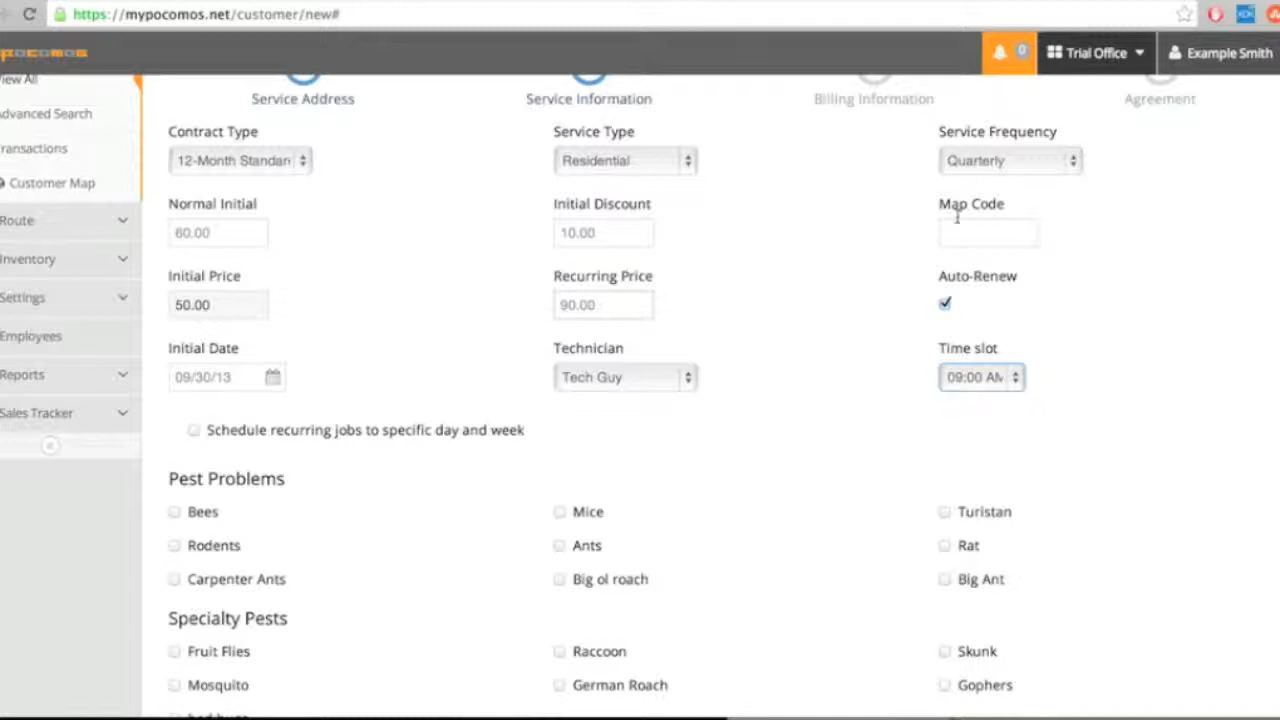 https://mypocomos.net/customer/new#
pocomos
0
Trial Office
Example Smith
View All
Advanced Search
Transactions
Customer Map
Route
Inventory
Settings
Employees
Reports
Sales Tracker
Service Address
Service Information
Billing Information
Agreement
Contract Type
Service Type
Service Frequency
12-Month Standan
Residential
Quarterly
Normal Initial
Initial Discount
Map Code
60.00
10.00
Initial Price
Recurring Price
Auto-Renew
50.00
90.00
Initial Date
Technician
Time slot
09/30/13
Tech Guy
09:00 AM
Schedule recurring jobs to specific day and week
Pest Problems
Bees
Mice
Turistan
Rodents
Ants
Rat
Carpenter Ants
Big ol roach
Big Ant
Specialty Pests
Fruit Flies
Raccoon
Skunk
Mosquito
German Roach
Gophers